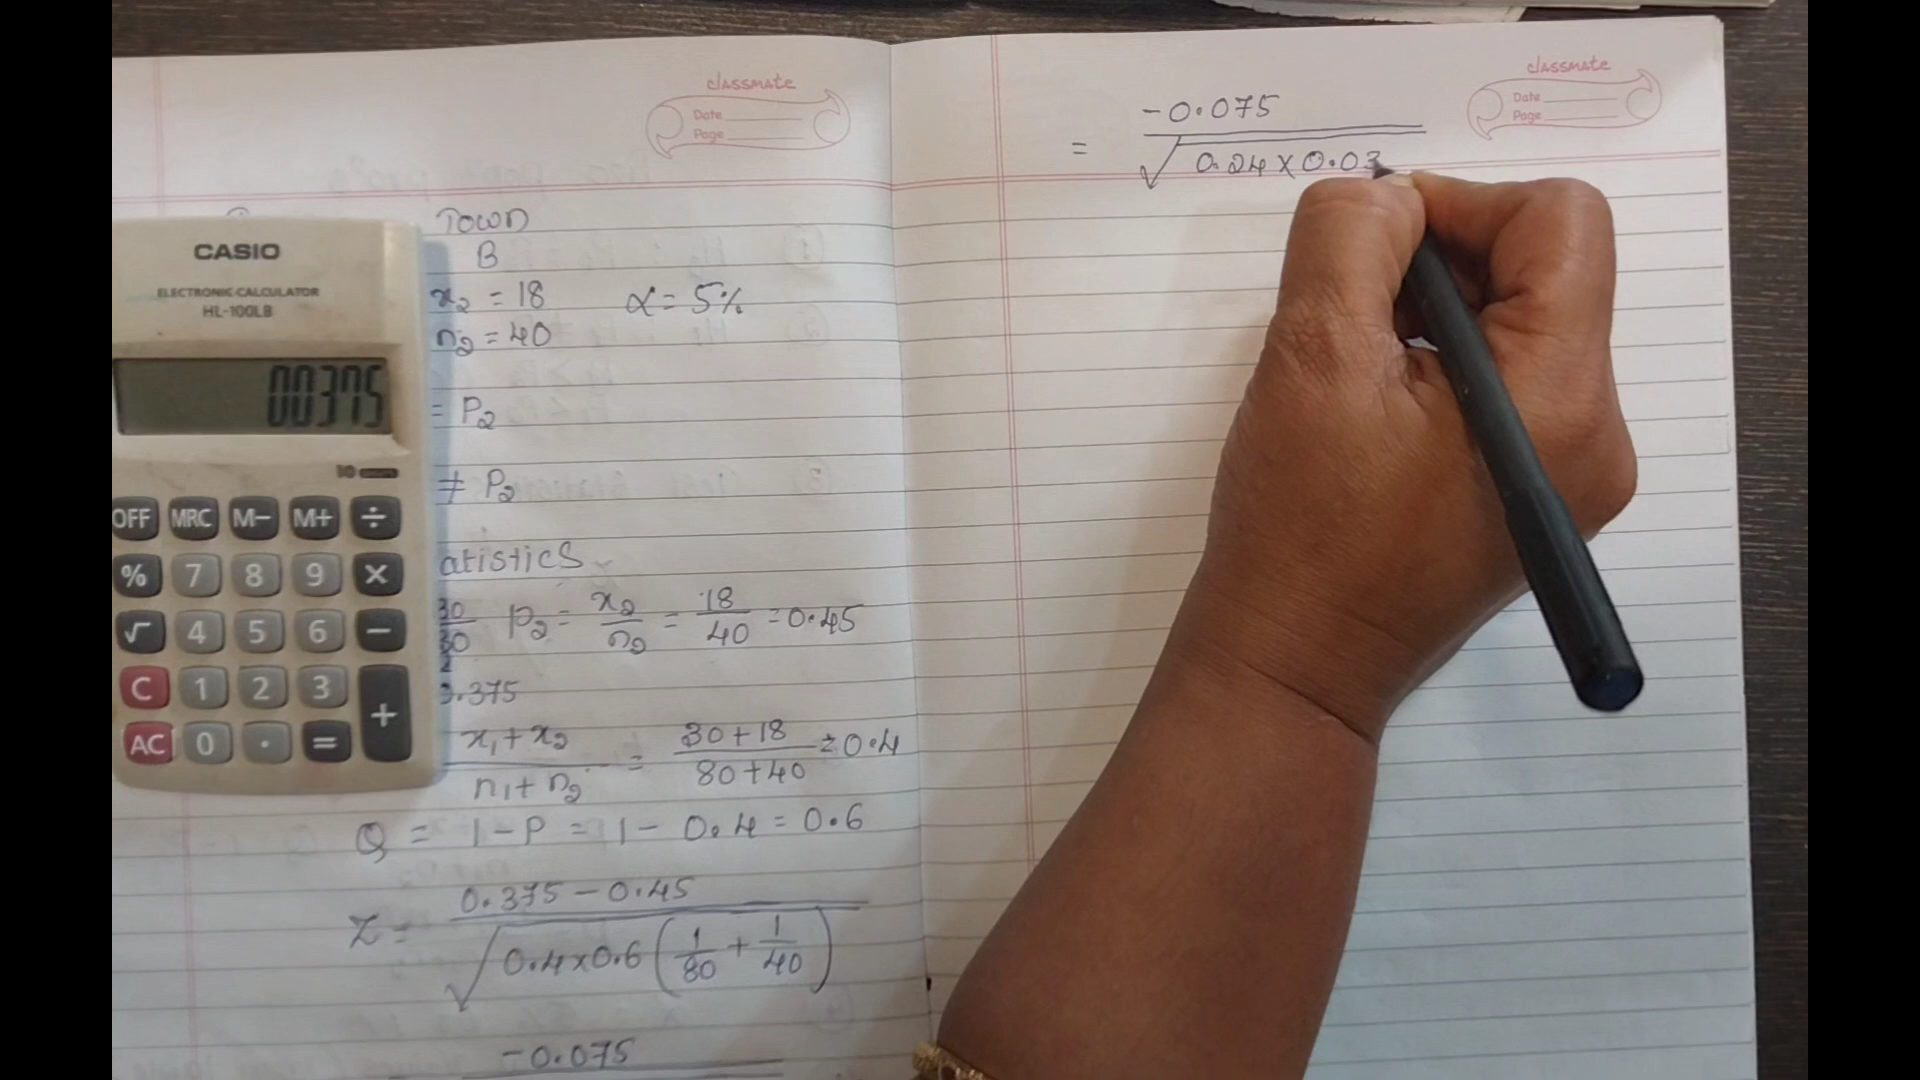 classmate
Date
Page
Town
B
x2 = 18 α = 5%
n2 = 40
= P2
≠ P2
atistics
30/80 p2 = x2/n2 = 18/40 = 0.45
0.375
x1 + x2 / n1 + n2 = 30+18 / 80+40 = 0.4
Q = 1 - P = 1 - 0.4 = 0.6
Z = 0.375 - 0.45 / √0.4×0.6 (1/80 + 1/40)
-0.075
CASIO
ELECTRONIC CALCULATOR
HL-100LB
00375
10
OFF MRC M- M+ ÷
% 7 8 9 ×
√ 4 5 6 -
C 1 2 3 +
AC 0 . =
classmate
Date
Page
= -0.075 / √0.24×0.03